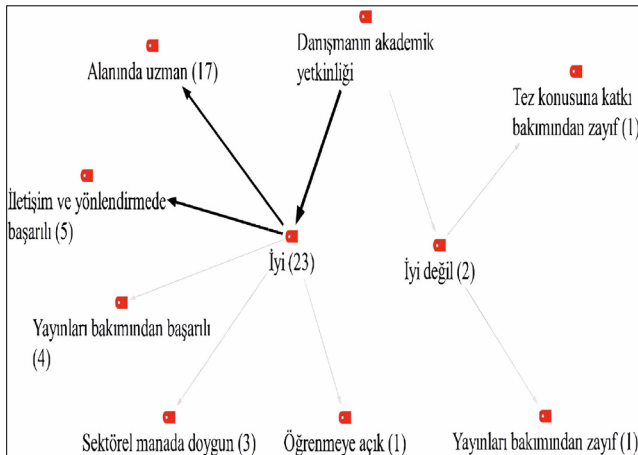 Danışmanın akademik
yetkinliği
Alanında uzman (17)
Tez konusuna katkı
bakımından zayıf (1)
İletişim ve yönlendirmede
başarılı (5)
İyi (23)
İyi değil (2)
Yayınları bakımından başarılı
(4)
Sektörel manada doygun (3)
Öğrenmeye açık (1)
Yayınları bakımından zayıf (1)